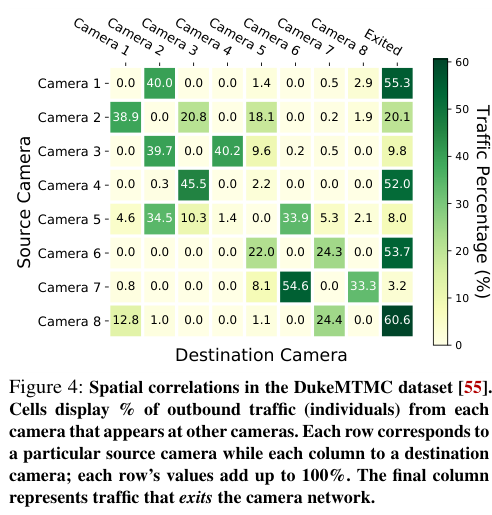 Camera 1
Camera 2
Camera 3
Camera 4
Camera 5
Camera 6
Camera 7
Camera 8
Exited
Camera 1 0.0 40.0 0.0 0.0 1.4 0.0 0.5 2.9 55.3
Camera 2 38.9 0.0 20.8 0.0 18.1 0.0 0.2 1.9 20.1
Camera 3 0.0 39.7 0.0 40.2 9.6 0.2 0.5 0.0 9.8
Camera 4 0.0 0.3 45.5 0.0 2.2 0.0 0.0 0.0 52.0
Camera 5 4.6 34.5 10.3 1.4 0.0 33.9 5.3 2.1 8.0
Camera 6 0.0 0.0 0.0 0.0 22.0 0.0 24.3 0.0 53.7
Camera 7 0.8 0.0 0.0 0.0 8.1 54.6 0.0 33.3 3.2
Camera 8 12.8 1.0 0.0 0.0 1.1 0.0 24.4 0.0 60.6
Source Camera
Destination Camera
60
50
40
30
20
10
0
Traffic Percentage (%)
Figure 4: Spatial correlations in the DukeMTMC dataset [55].
Cells display % of outbound traffic (individuals) from each
camera that appears at other cameras. Each row corresponds to
a particular source camera while each column to a destination
camera; each row's values add up to 100%. The final column
represents traffic that exits the camera network.